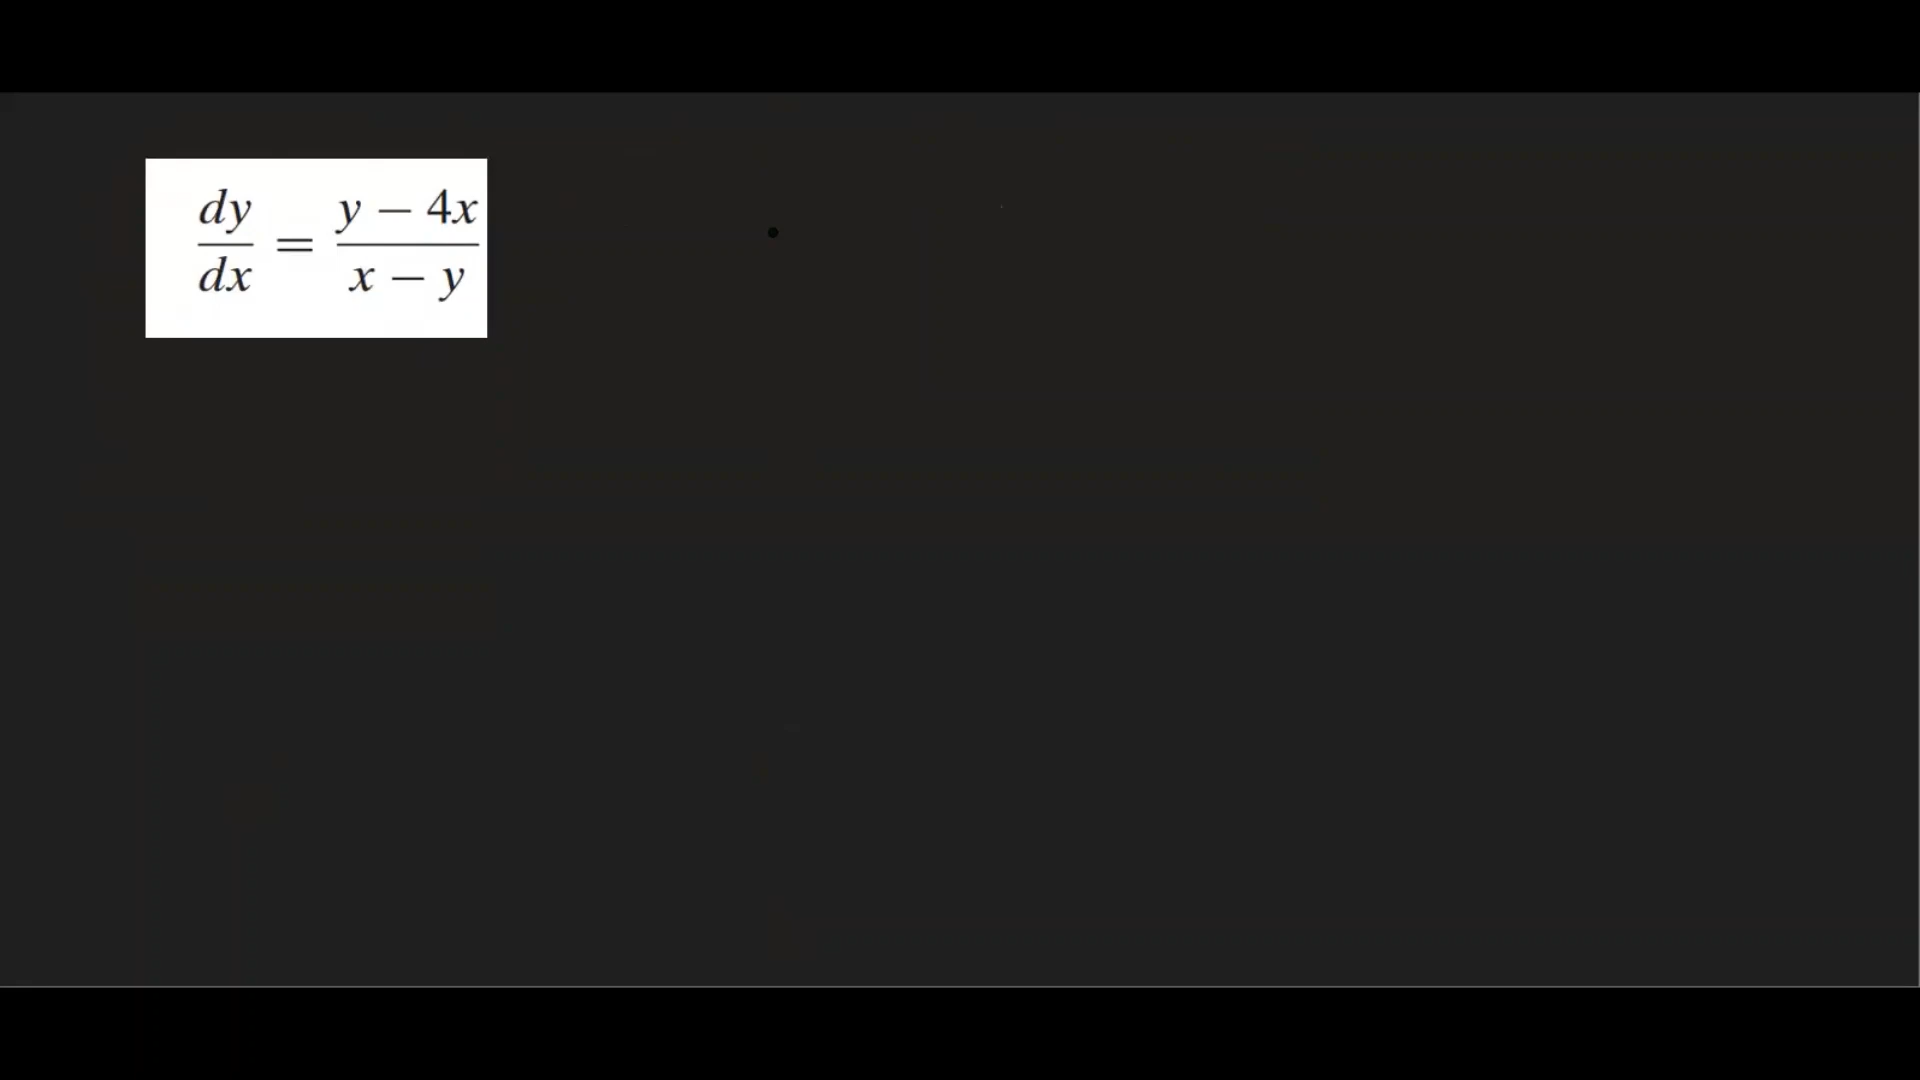 dy/dx = (y − 4x)/(x − y)